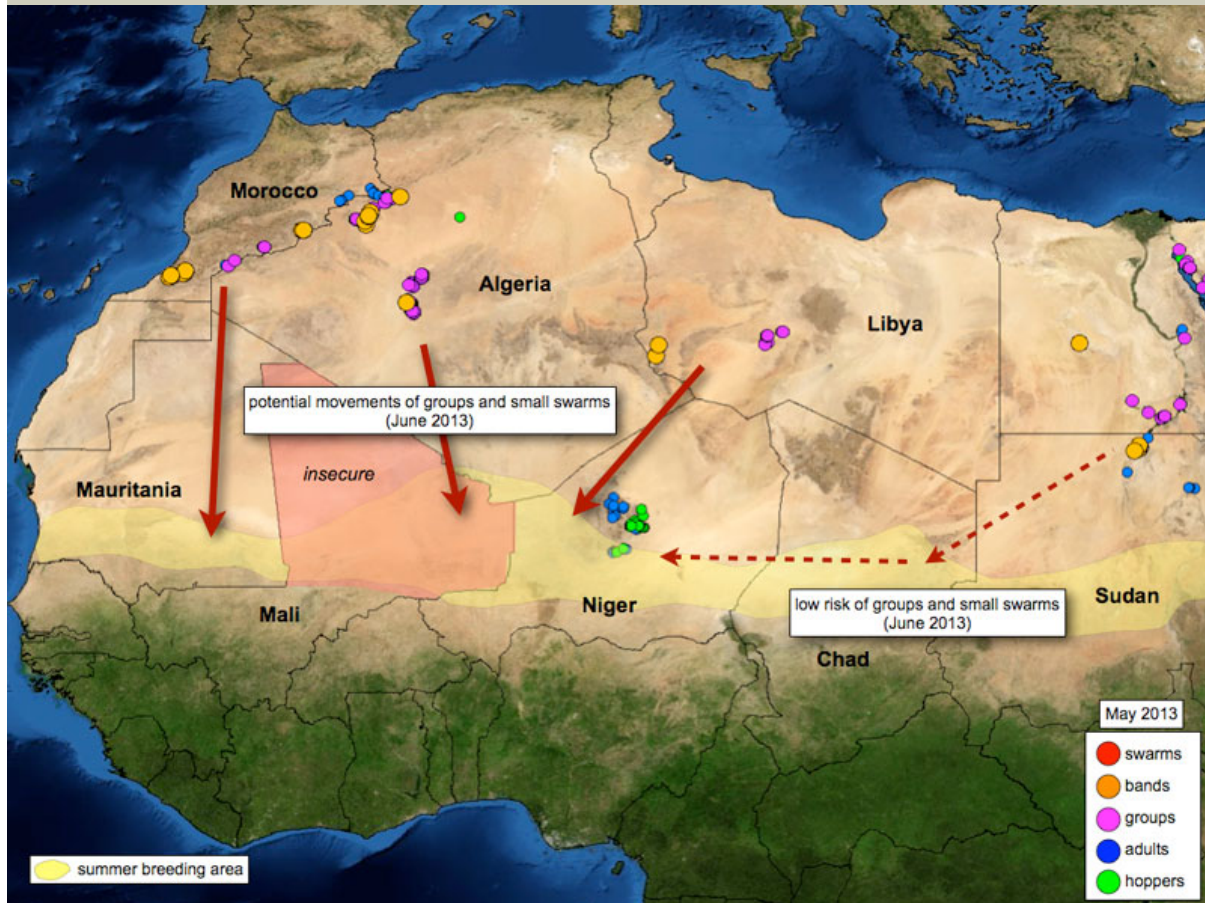 Morocco
Algeria
Libya
potential movements of groups and small swarms
(June 2013)
insecure
Mauritania
Mali
Niger
low risk of groups and small swarms
(June 2013)
Sudan
Chad
May 2013
swarms
bands
groups
adults
hoppers
summer breeding area